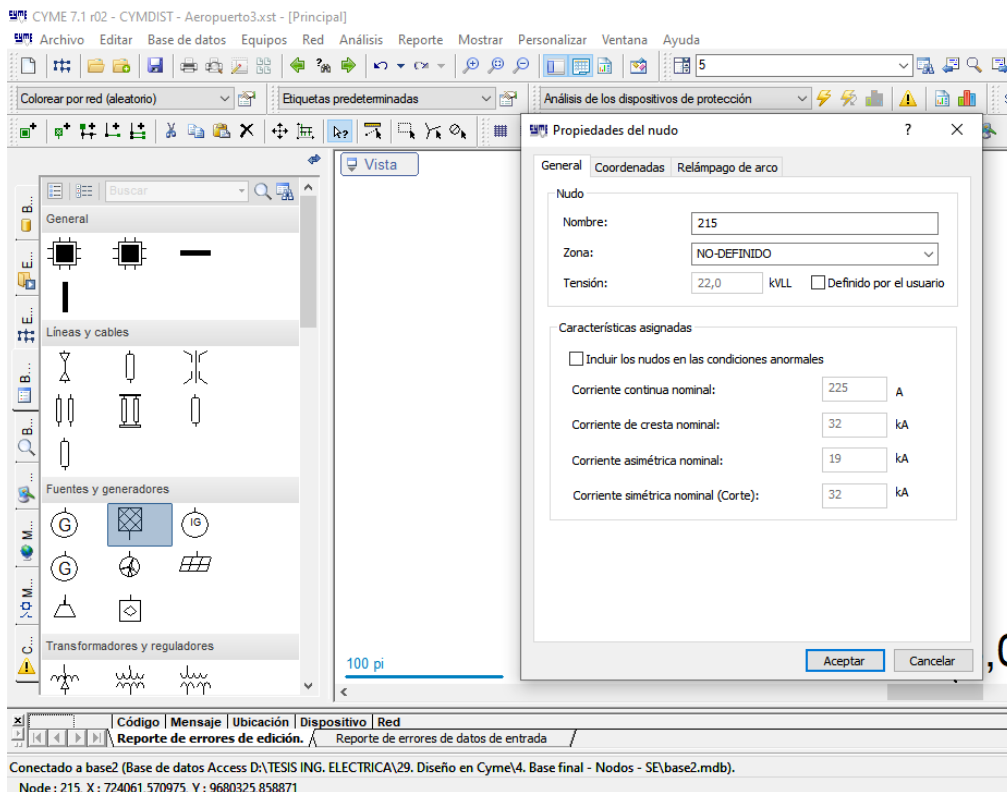 CYME 7.1 r02 - CYMDIST - Aeropuerto3.xst - [Principal]
Archivo Editar Base de datos Equipos Red Análisis Reporte Mostrar Personalizar Ventana Ayuda
5
Colorear por red (aleatorio) Etiquetas predeterminadas Análisis de los dispositivos de protección
Vista
Buscar
General
Líneas y cables
Fuentes y generadores
G IG
G
Transformadores y reguladores
B...
E...
E...
B...
B...
M...
M...
C...
100 pi
Propiedades del nudo ? X
General Coordenadas Relámpago de arco
Nudo
Nombre: 215
Zona: NO-DEFINIDO
Tensión: 22,0 kVLL Definido por el usuario
Características asignadas
Incluir los nudos en las condiciones anormales
Corriente continua nominal: 225 A
Corriente de cresta nominal: 32 kA
Corriente asimétrica nominal: 19 kA
Corriente simétrica nominal (Corte): 32 kA
Aceptar Cancelar
Código Mensaje Ubicación Dispositivo Red
Reporte de errores de edición. Reporte de errores de datos de entrada
Conectado a base2 (Base de datos Access D:\TESIS ING. ELECTRICA\29. Diseño en Cyme\4. Base final - Nodos - SE\base2.mdb).
Node : 215, X : 724061.570975, Y : 9680325.858871